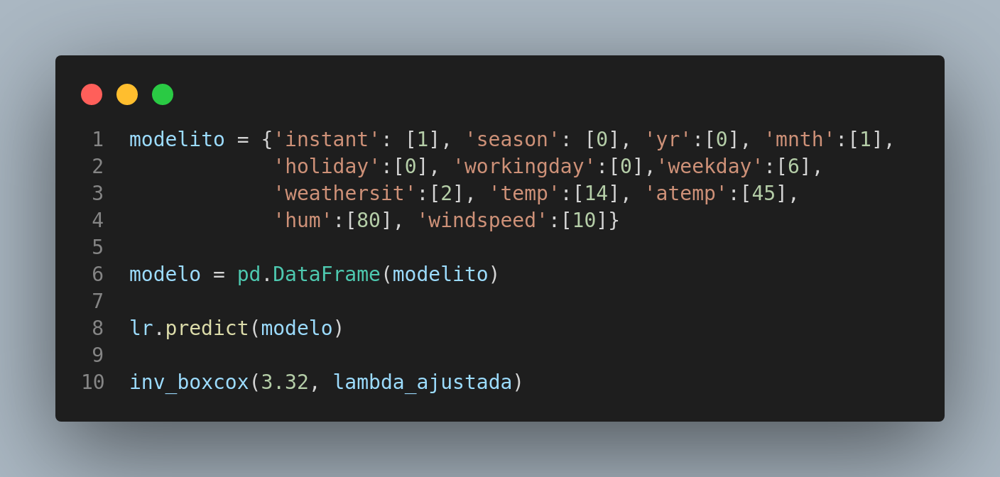 1 modelito = {'instant': [1], 'season': [0], 'yr':[0], 'mnth':[1],
2             'holiday':[0], 'workingday':[0],'weekday':[6],
3             'weathersit':[2], 'temp':[14], 'atemp':[45],
4             'hum':[80], 'windspeed':[10]}
5
6 modelo = pd.DataFrame(modelito)
7
8 lr.predict(modelo)
9
10 inv_boxcox(3.32, lambda_ajustada)